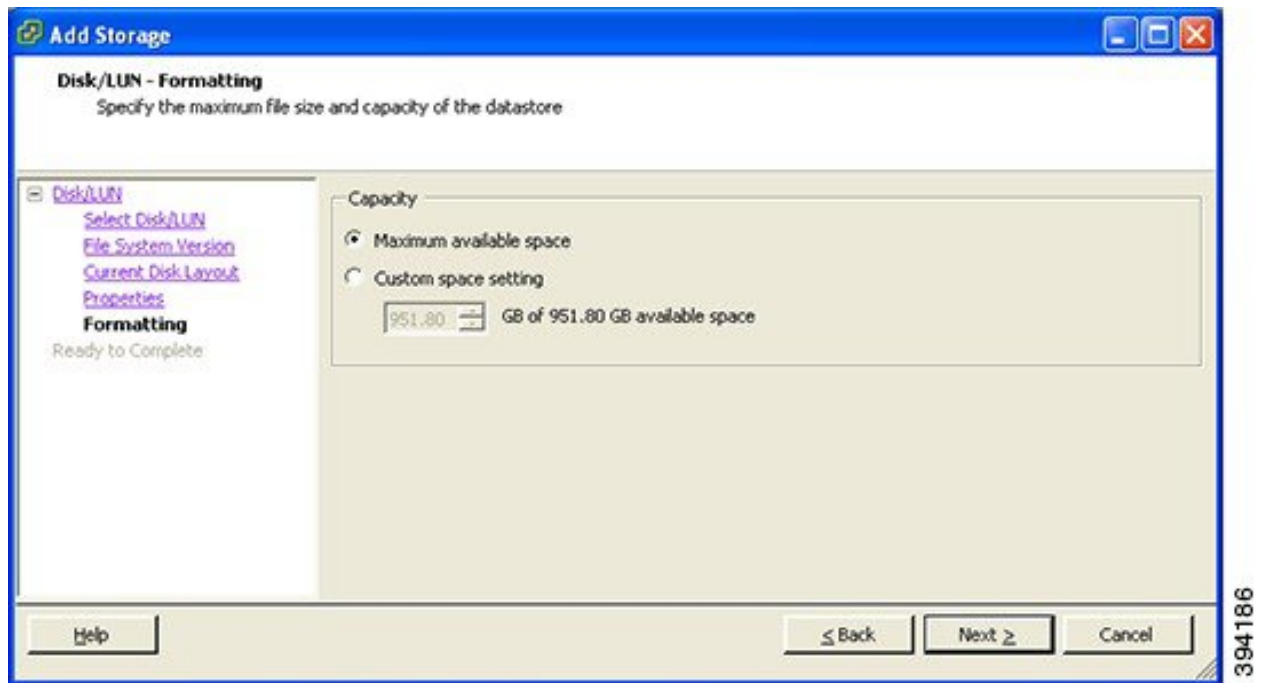 Add Storage
Disk/LUN - Formatting
Specify the maximum file size and capacity of the datastore
Disk/LUN
Select Disk/LUN
File System Version
Current Disk Layout
Properties
Formatting
Ready to Complete
Capacity
Maximum available space
Custom space setting
951.80 GB of 951.80 GB available space
Help
≤ Back
Next ≥
Cancel
394186